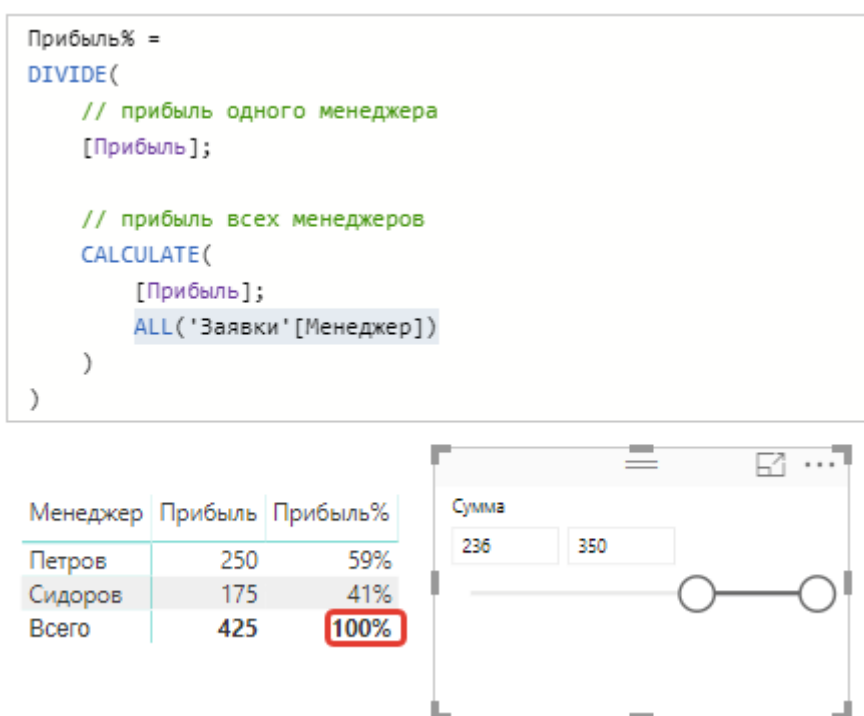 Прибыль% =
DIVIDE(
// прибыль одного менеджера
[Прибыль];
// прибыль всех менеджеров
CALCULATE(
[Прибыль];
ALL('Заявки'[Менеджер])
)
)
Менеджер Прибыль Прибыль%
Петров 250 59%
Сидоров 175 41%
Всего 425 100%
Сумма
236 350